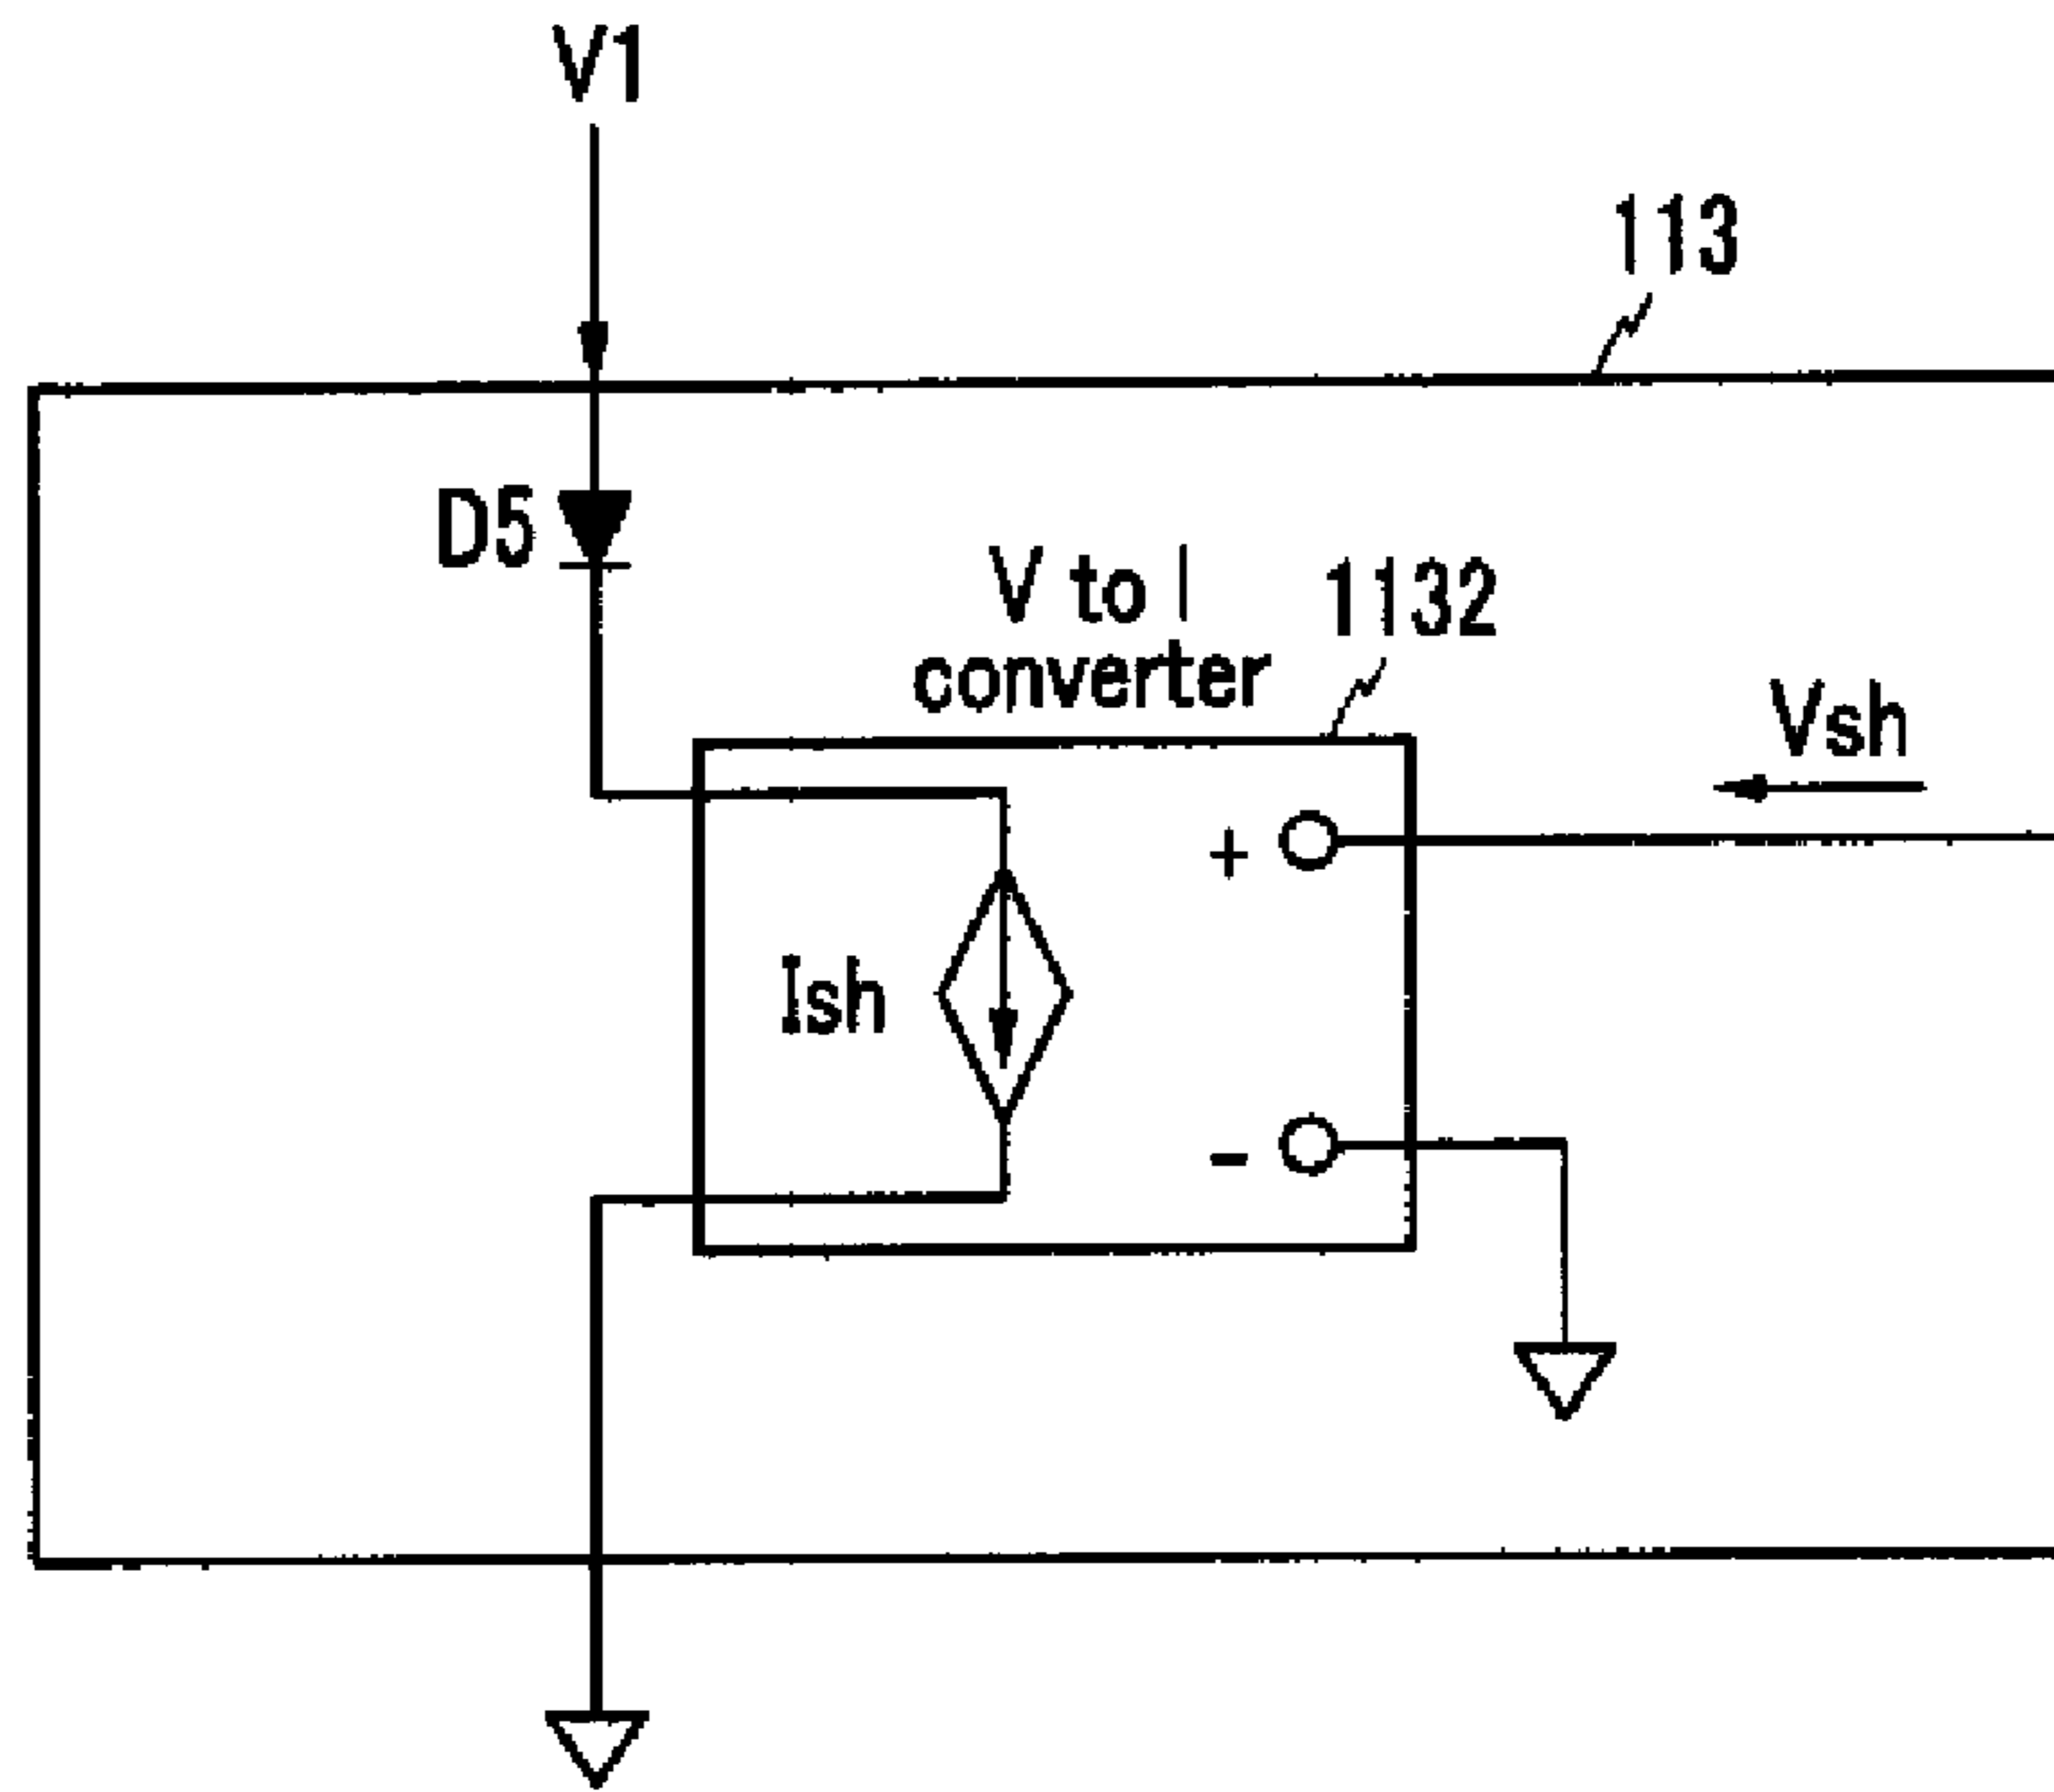 V1
113
D5
V to I
converter
1132
Vsh
+
Ish
-